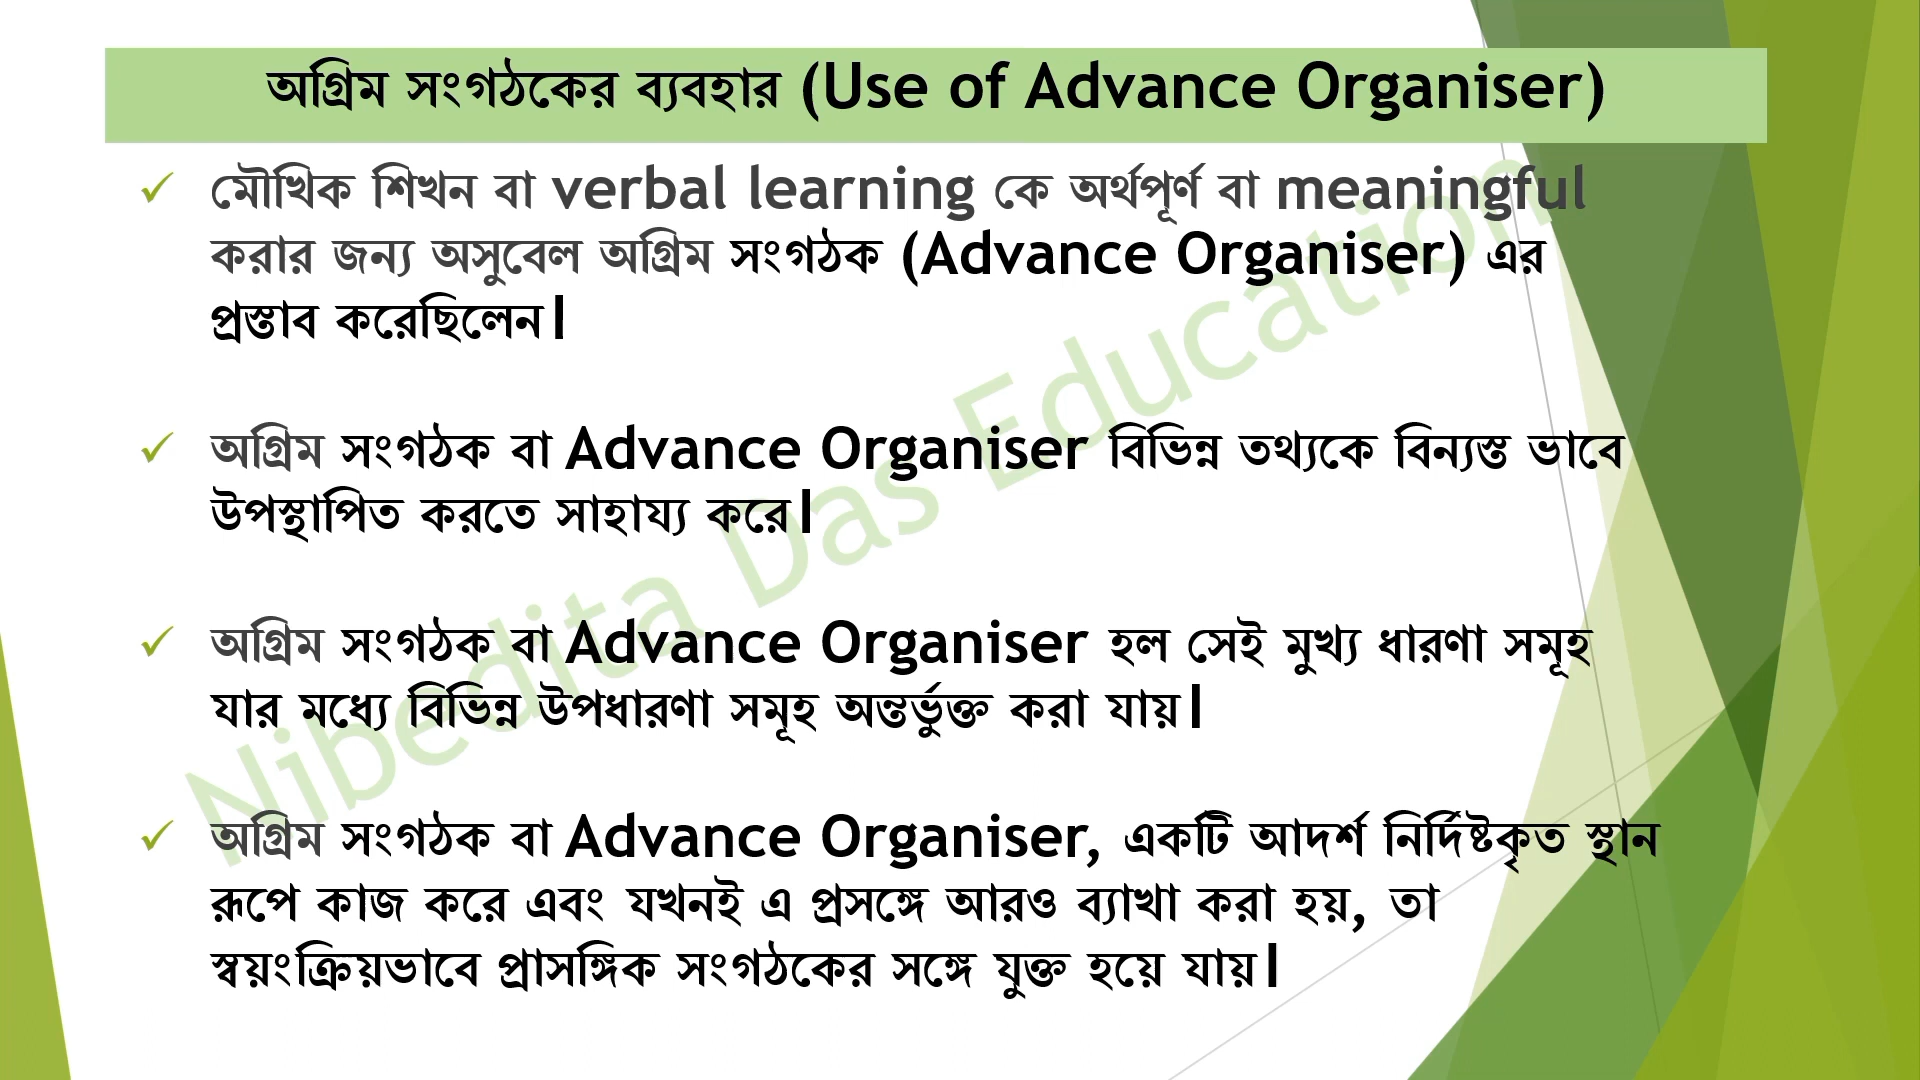 অগ্রিম সংগঠকের ব্যবহার (Use of Advance Organiser)
✓ মৌখিক শিখন বা verbal learning কে অর্থপূর্ণ বা meaningful
করার জন্য অসুবেল অগ্রিম সংগঠক (Advance Organiser) এর
প্রস্তাব করেছিলেন।
✓ অগ্রিম সংগঠক বা Advance Organiser বিভিন্ন তথ্যকে বিন্যস্ত ভাবে
উপস্থাপিত করতে সাহায্য করে।
✓ অগ্রিম সংগঠক বা Advance Organiser হল সেই মুখ্য ধারণা সমূহ
যার মধ্যে বিভিন্ন উপধারণা সমূহ অন্তর্ভুক্ত করা যায়।
✓ অগ্রিম সংগঠক বা Advance Organiser, একটি আদর্শ নির্দিষ্টকৃত স্থান
রূপে কাজ করে এবং যখনই এ প্রসঙ্গে আরও ব্যাখা করা হয়, তা
স্বয়ংক্রিয়ভাবে প্রাসঙ্গিক সংগঠকের সঙ্গে যুক্ত হয়ে যায়।
Nibedita Das Education